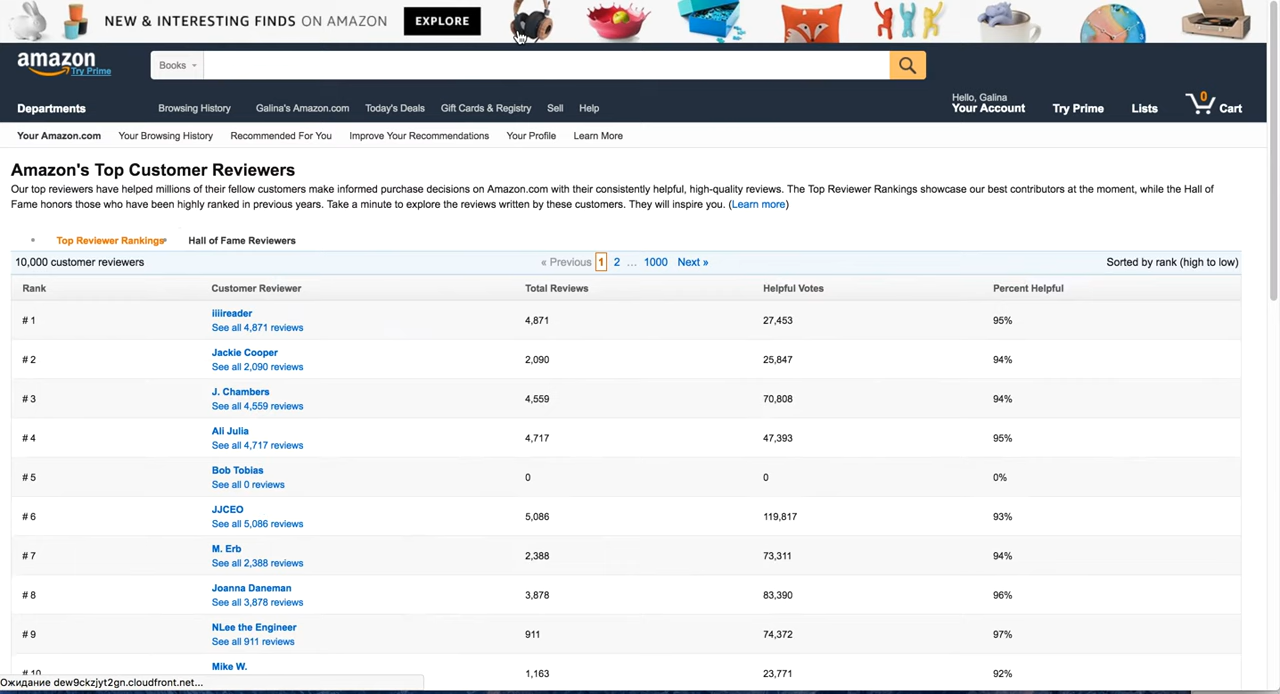 NEW & INTERESTING FINDS ON AMAZON EXPLORE
amazon
Try Prime
Books
Departments Browsing History Galina's Amazon.com Today's Deals Gift Cards & Registry Sell Help
Hello, Galina
Your Account Try Prime Lists 0 Cart
Your Amazon.com Your Browsing History Recommended For You Improve Your Recommendations Your Profile Learn More
Amazon's Top Customer Reviewers
Our top reviewers have helped millions of their fellow customers make informed purchase decisions on Amazon.com with their consistently helpful, high-quality reviews. The Top Reviewer Rankings showcase our best contributors at the moment, while the Hall of
Fame honors those who have been highly ranked in previous years. Take a minute to explore the reviews written by these customers. They will inspire you. (Learn more)
• Top Reviewer Rankings Hall of Fame Reviewers
10,000 customer reviewers « Previous 1 2 ... 1000 Next » Sorted by rank (high to low)
Rank Customer Reviewer Total Reviews Helpful Votes Percent Helpful
# 1 iiiireader 4,871 27,453 95%
See all 4,871 reviews
# 2 Jackie Cooper 2,090 25,847 94%
See all 2,090 reviews
# 3 J. Chambers 4,559 70,808 94%
See all 4,559 reviews
# 4 Ali Julia 4,717 47,393 95%
See all 4,717 reviews
# 5 Bob Tobias 0 0 0%
See all 0 reviews
# 6 JJCEO 5,086 119,817 93%
See all 5,086 reviews
# 7 M. Erb 2,388 73,311 94%
See all 2,388 reviews
# 8 Joanna Daneman 3,878 83,390 96%
See all 3,878 reviews
# 9 NLee the Engineer 911 74,372 97%
See all 911 reviews
# 10 Mike W. 1,163 23,771 92%
Ожидание dew9ckzjyt2gn.cloudfront.net...